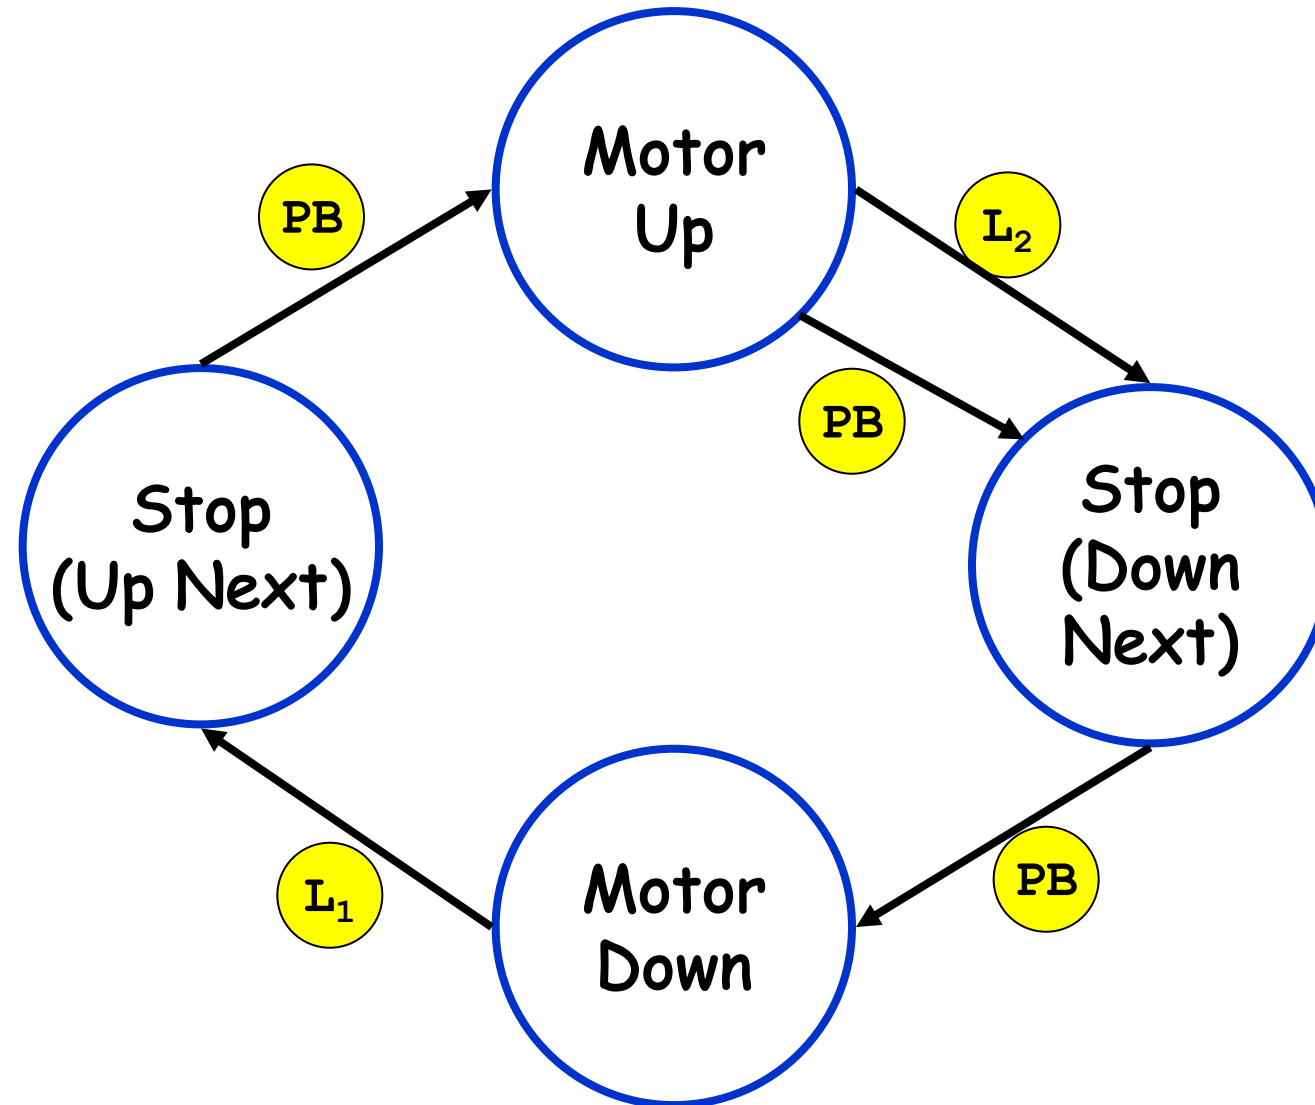 Motor
Up
PB
L₂
PB
Stop
(Up Next)
Stop
(Down
Next)
Motor
Down
L₁
PB